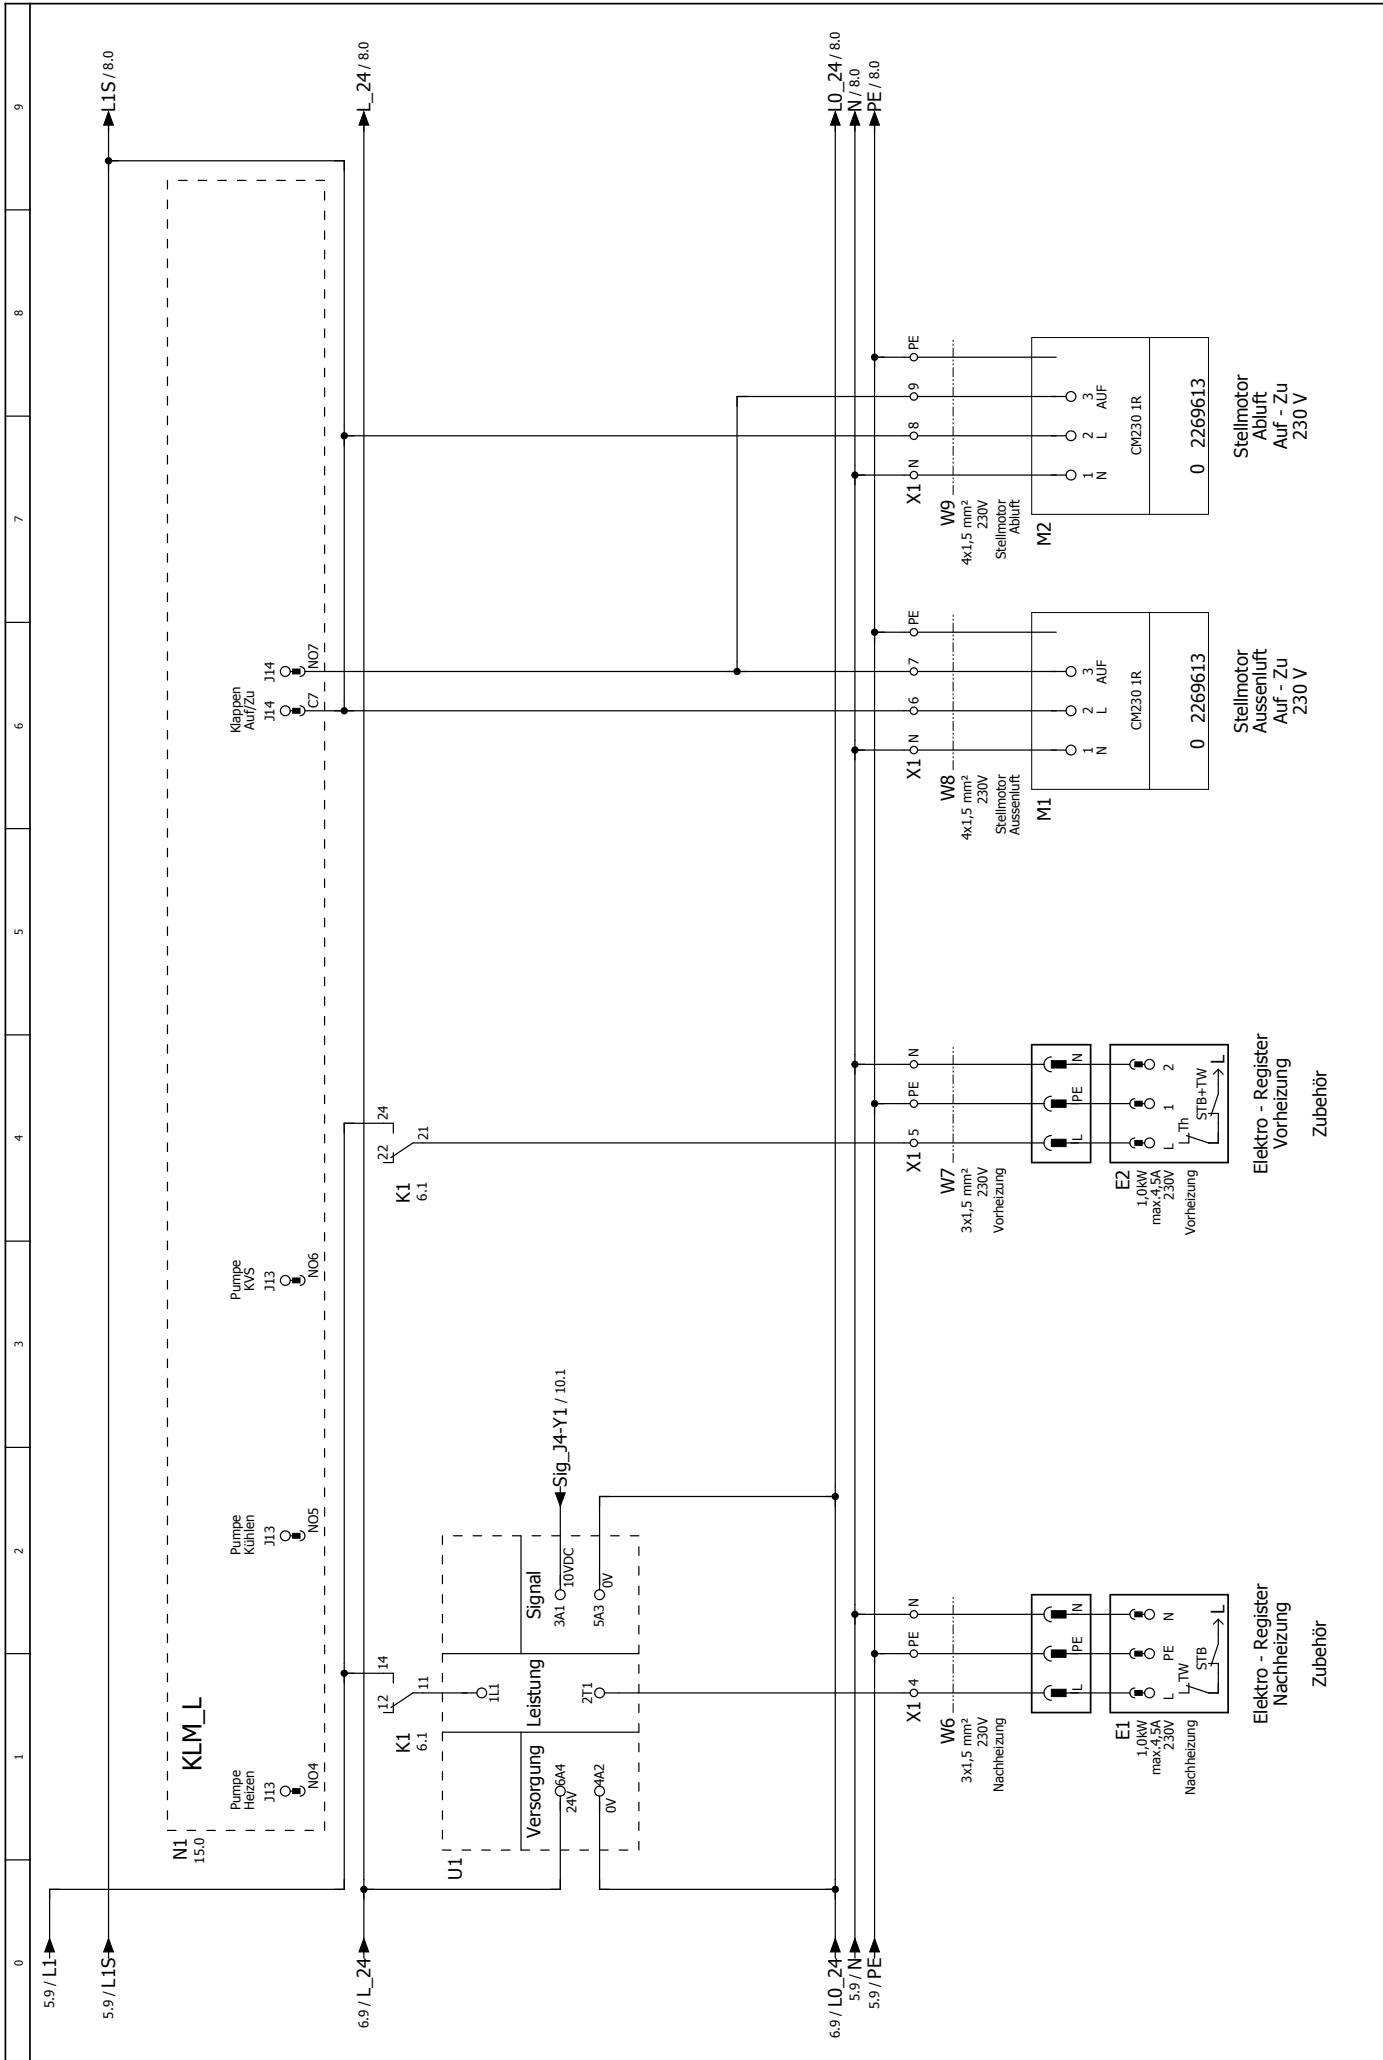 0
1
2
3
4
5
6
7
8
9
5.9 / L1
5.9 / L1S
L1S / 8.0
N1
15.0
KLM_L
Pumpe
Heizen
J13
NO4
Pumpe
Kühlen
J13
NO5
Pumpe
KVS
J13
NO6
Klappen
Auf/Zu
J14
C7
J14
NO7
6.9 / L_24
L_24 / 8.0
K1
6.1
12
14
11
K1
6.1
22
24
21
U1
Versorgung
6A4
24V
4A2
0V
Leistung
1L1
2T1
Signal
3A1
10VDC
5A3
0V
Sig_J4-Y1 / 10.1
6.9 / L0_24
L0_24 / 8.0
5.9 / N
N / 8.0
5.9 / PE
PE / 8.0
X1
4
PE
N
W6
3x1,5 mm²
230V
Nachheizung
L
PE
N
E1
1,0kW
max.4,5A
230V
Nachheizung
L
PE
N
TW
STB
L
Elektro - Register
Nachheizung
Zubehör
X1
5
PE
N
W7
3x1,5 mm²
230V
Vorheizung
L
PE
N
E2
1,0kW
max.4,5A
230V
Vorheizung
L
1
2
Th
STB+TW
L
Elektro - Register
Vorheizung
Zubehör
X1
N
6
7
PE
W8
4x1,5 mm²
230V
Stellmotor
Aussenluft
M1
1
N
2
L
3
AUF
CM230 1R
0 2269613
Stellmotor
Aussenluft
Auf - Zu
230 V
X1
N
8
9
PE
W9
4x1,5 mm²
230V
Stellmotor
Abluft
M2
1
N
2
L
3
AUF
CM230 1R
0 2269613
Stellmotor
Abluft
Auf - Zu
230 V